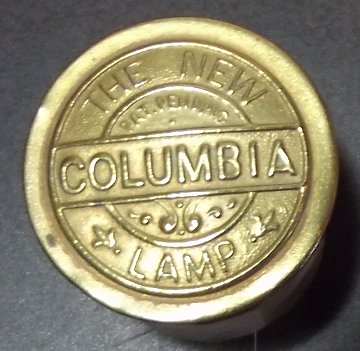 THE NEW
PAT. PENDING
COLUMBIA
LAMP